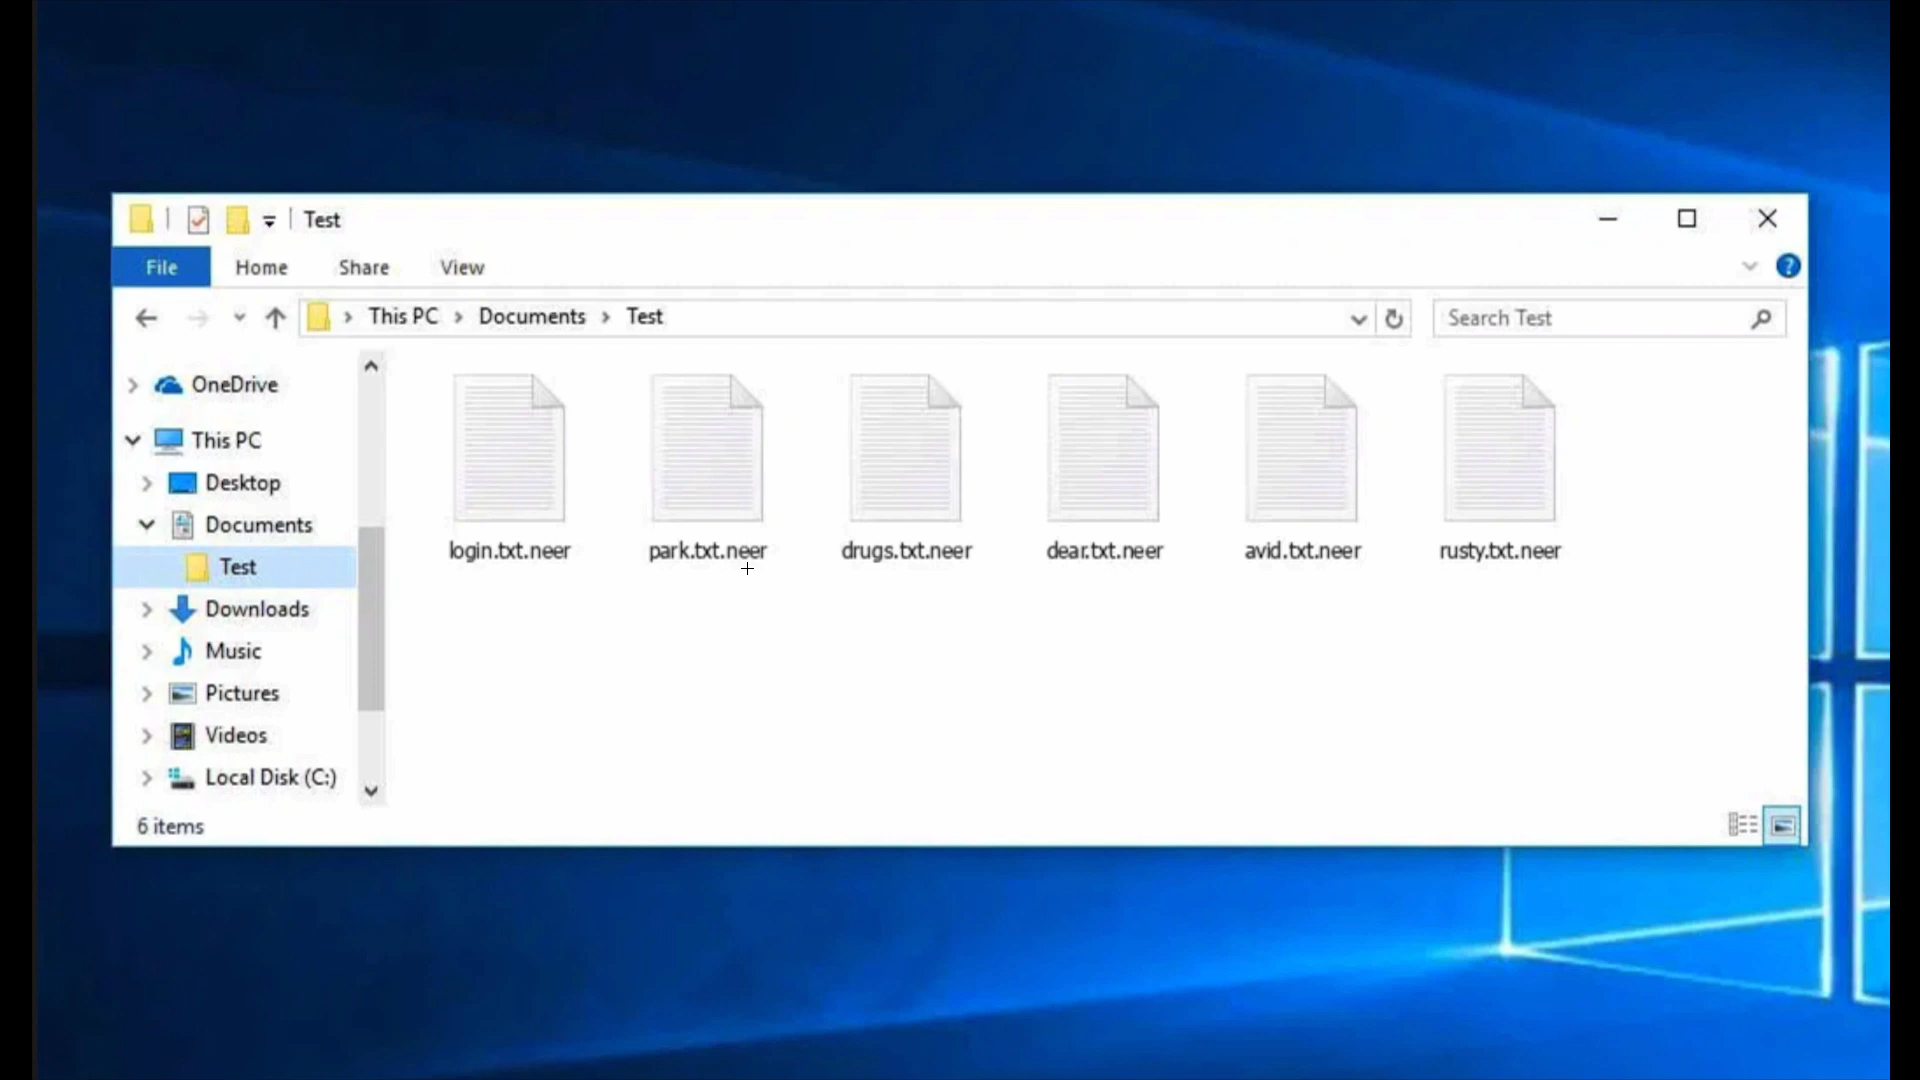 Test
File Home Share View
This PC Documents Test
Search Test
OneDrive
This PC
Desktop
Documents
Test
Downloads
Music
Pictures
Videos
Local Disk (C:)
login.txt.neer park.txt.neer drugs.txt.neer dear.txt.neer avid.txt.neer rusty.txt.neer
6 items